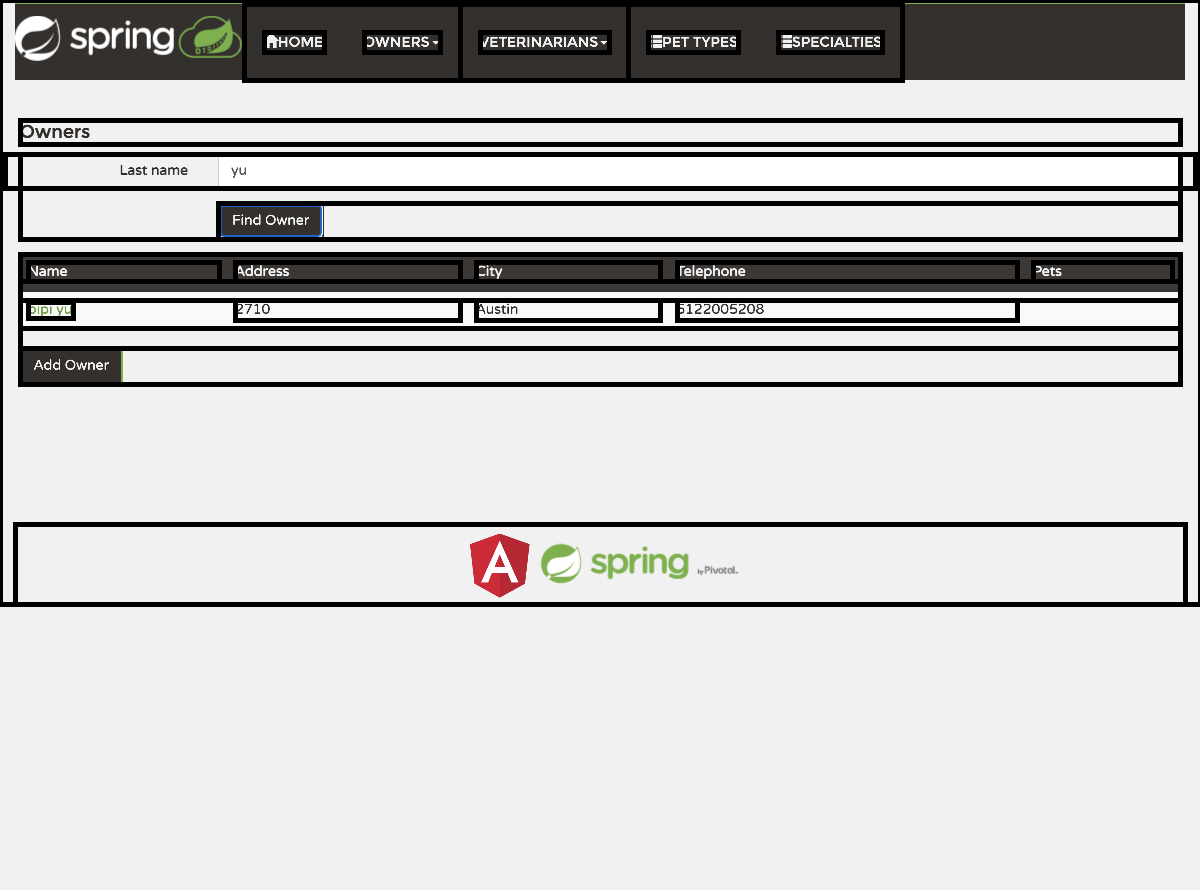 spring
HOME OWNERS VETERINARIANS PET TYPES SPECIALTIES
Owners
Last name yu
Find Owner
Name Address City Telephone Pets
pipi yu 2710 Austin 5122005208
Add Owner
spring by Pivotal